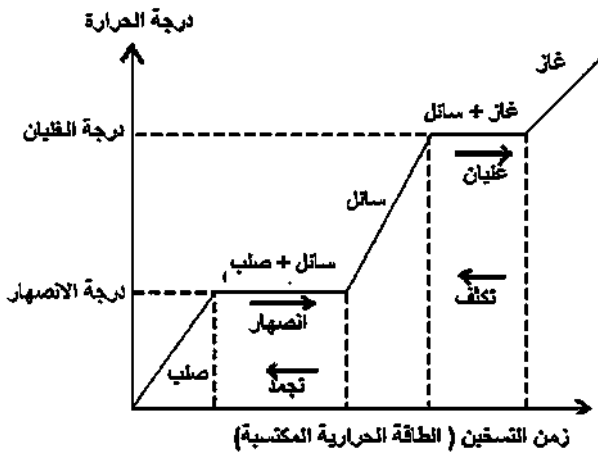 درجة الحرارة
غاز
غاز + سائل
درجة الغليان
غليان
سائل
تكثف
سائل + صلب
درجة الانصهار
انصهار
صلب
تجمد
زمن التسخين ( الطاقة الحرارية المكتسبة)